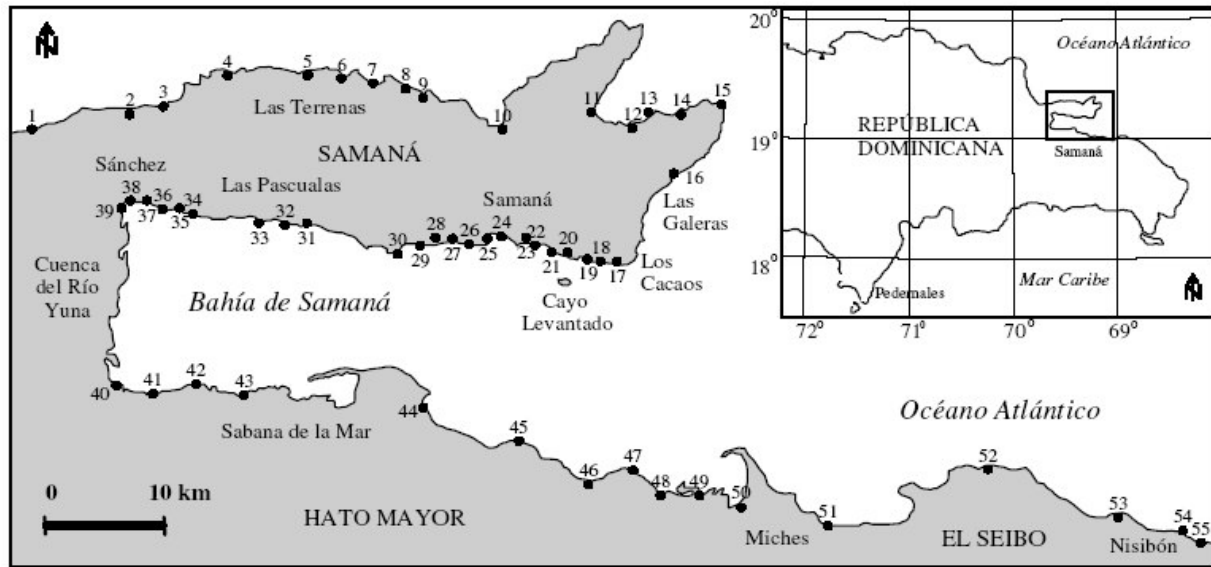 N
1
2
3
4
5
6
7
8
9
10
11
12
13
14
15
16
Las Terrenas
SAMANÁ
Sánchez
Las Pascualas
Samaná
Las
Galeras
38
36
34
39
37
35
33
32
31
30
29
28
27
26
25
24
23
22
21
20
19
18
17
Los
Cacaos
Cuenca
del Río
Yuna
Bahía de Samaná
Cayo
Levantado
40
41
42
43
44
45
46
47
48
49
50
51
52
53
54
55
Sabana de la Mar
Océano Atlántico
0 10 km
HATO MAYOR
Miches
EL SEIBO
Nisibón
20°
Océano Atlántico
REPÚBLICA
DOMINICANA
19°
Samaná
18°
Mar Caribe
Pedernales
N
72° 71° 70° 69°